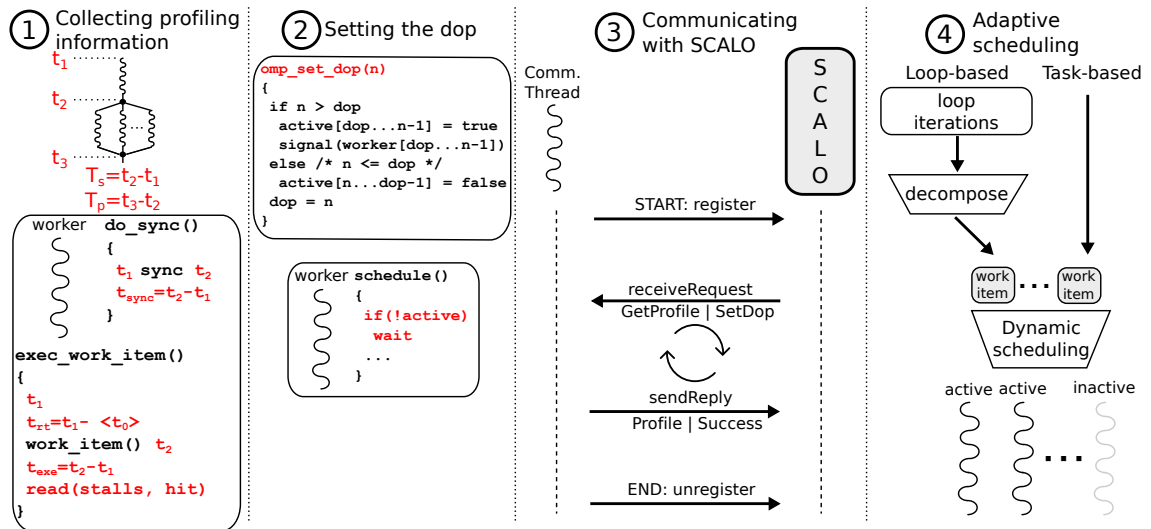 1 Collecting profiling
information
t1
t2
...
t3
Ts=t2-t1
Tp=t3-t2
worker do_sync()
{
t1 sync t2
tsync=t2-t1
}
exec_work_item()
{
t1
trt=t1- <t0>
work_item() t2
texe=t2-t1
read(stalls, hit)
}
2 Setting the dop
omp_set_dop(n)
{
if n > dop
active[dop...n-1] = true
signal(worker[dop...n-1])
else /* n <= dop */
active[n...dop-1] = false
dop = n
}
worker schedule()
{
if(!active)
wait
...
}
3 Communicating
with SCALO
Comm.
Thread
S
C
A
L
O
START: register
receiveRequest
GetProfile | SetDop
sendReply
Profile | Success
END: unregister
4 Adaptive
scheduling
Loop-based Task-based
loop
iterations
decompose
work
item
...
work
item
Dynamic
scheduling
active active inactive
...